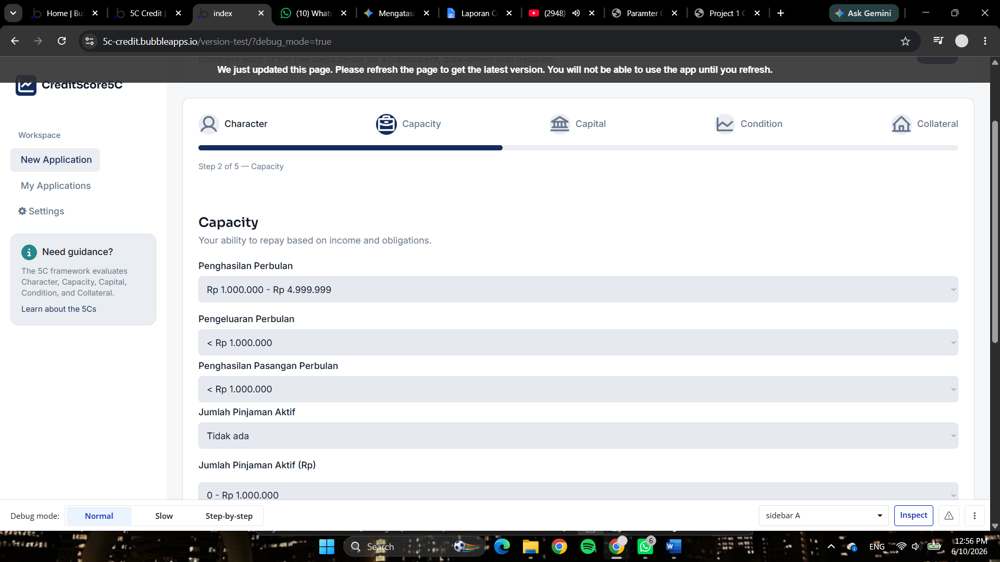 Home | Bu
5C Credit |
index
(10) Whats
Mengatasi
Laporan C
(2948)
Paramter C
Project 1 C
Ask Gemini
5c-credit.bubbleapps.io/version-test/?debug_mode=true
Complete each of the five steps below for a transparent, data-driven loan decision.
We just updated this page. Please refresh the page to get the latest version. You will not be able to use the app until you refresh.
CreditScore5C
Workspace
New Application
My Applications
Settings
Need guidance?
The 5C framework evaluates
Character, Capacity, Capital,
Condition, and Collateral.
Learn about the 5Cs
Character
Capacity
Capital
Condition
Collateral
Step 2 of 5 — Capacity
Capacity
Your ability to repay based on income and obligations.
Penghasilan Perbulan
Rp 1.000.000 - Rp 4.999.999
Pengeluaran Perbulan
< Rp 1.000.000
Penghasilan Pasangan Perbulan
< Rp 1.000.000
Jumlah Pinjaman Aktif
Tidak ada
Jumlah Pinjaman Aktif (Rp)
0 - Rp 1.000.000
Debug mode:
Normal
Slow
Step-by-step
sidebar A
Inspect
Search
6
ENG
12:56 PM
6/10/2026